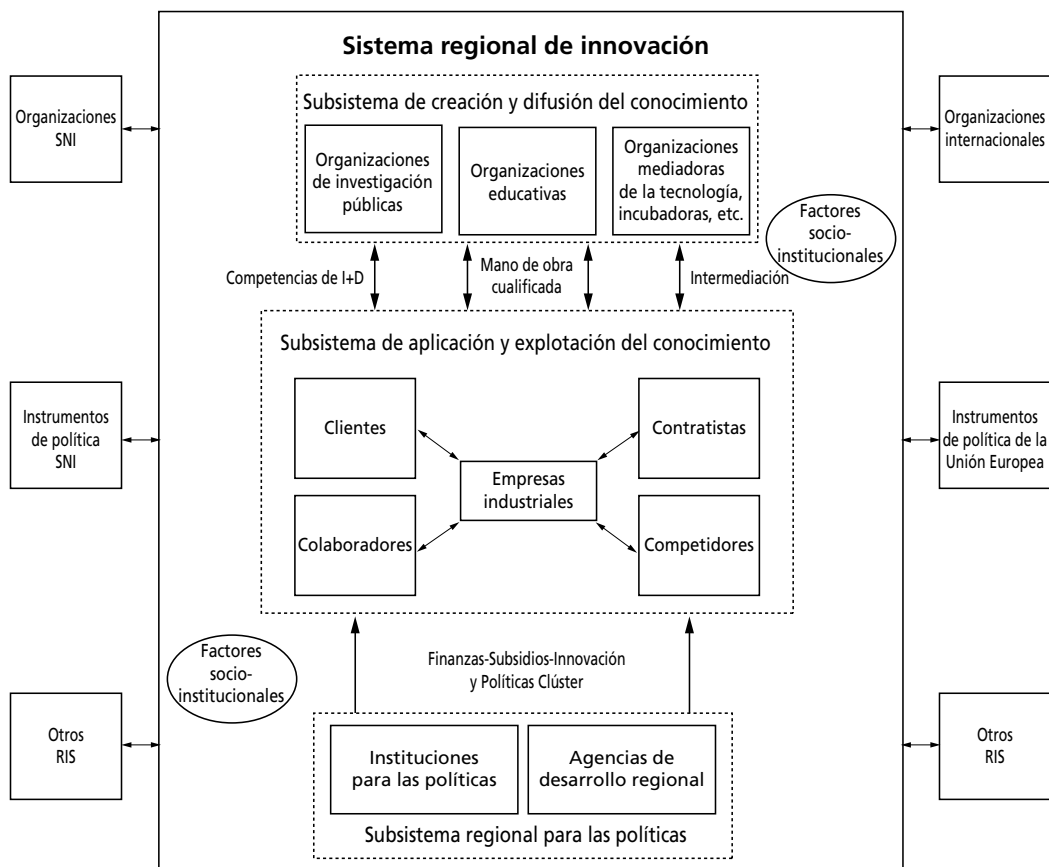 Sistema regional de innovación
Subsistema de creación y difusión del conocimiento
Organizaciones
de investigación
públicas
Organizaciones
educativas
Organizaciones
mediadoras
de la tecnología,
incubadoras, etc.
Organizaciones
SNI
Organizaciones
internacionales
Factores
socio-
institucionales
Competencias de I+D
Mano de obra
cualificada
Intermediación
Subsistema de aplicación y explotación del conocimiento
Clientes
Contratistas
Empresas
industriales
Colaboradores
Competidores
Instrumentos
de política
SNI
Instrumentos
de política de la
Unión Europea
Factores
socio-
institucionales
Finanzas-Subsidios-Innovación
y Políticas Clúster
Otros
RIS
Instituciones
para las políticas
Agencias de
desarrollo regional
Subsistema regional para las políticas
Otros
RIS